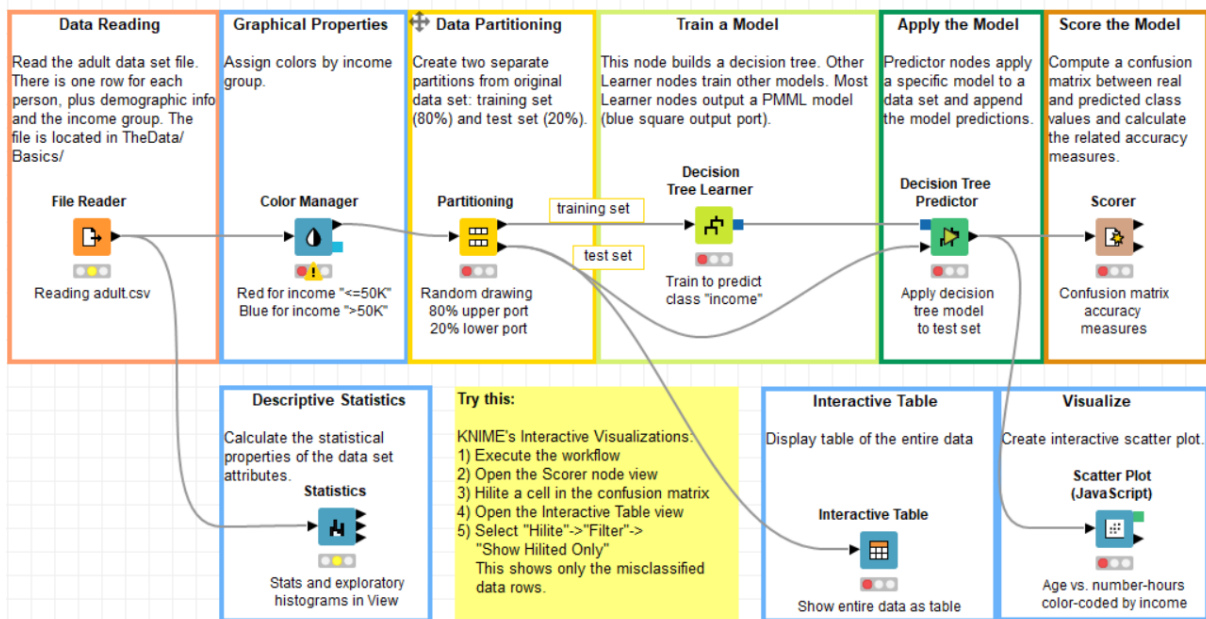 Data Reading
Read the adult data set file.
There is one row for each
person, plus demographic info
and the income group. The
file is located in TheData/
Basics/
File Reader
Reading adult.csv
Graphical Properties
Assign colors by income
group.
Color Manager
Red for income "<=50K"
Blue for income ">50K"
Data Partitioning
Create two separate
partitions from original
data set: training set
(80%) and test set (20%).
Partitioning
Random drawing
80% upper port
20% lower port
training set
test set
Train a Model
This node builds a decision tree. Other
Learner nodes train other models. Most
Learner nodes output a PMML model
(blue square output port).
Decision
Tree Learner
Train to predict
class "income"
Apply the Model
Predictor nodes apply
a specific model to a
data set and append
the model predictions.
Decision Tree
Predictor
Apply decision
tree model
to test set
Score the Model
Compute a confusion
matrix between real
and predicted class
values and calculate
the related accuracy
measures.
Scorer
Confusion matrix
accuracy
measures
Descriptive Statistics
Calculate the statistical
properties of the data set
attributes.
Statistics
Stats and exploratory
histograms in View
Try this:
KNIME's Interactive Visualizations:
1) Execute the workflow
2) Open the Scorer node view
3) Hilite a cell in the confusion matrix
4) Open the Interactive Table view
5) Select "Hilite"->"Filter"->
"Show Hilited Only"
This shows only the misclassified
data rows.
Interactive Table
Display table of the entire data
Interactive Table
Show entire data as table
Visualize
Create interactive scatter plot.
Scatter Plot
(JavaScript)
Age vs. number-hours
color-coded by income